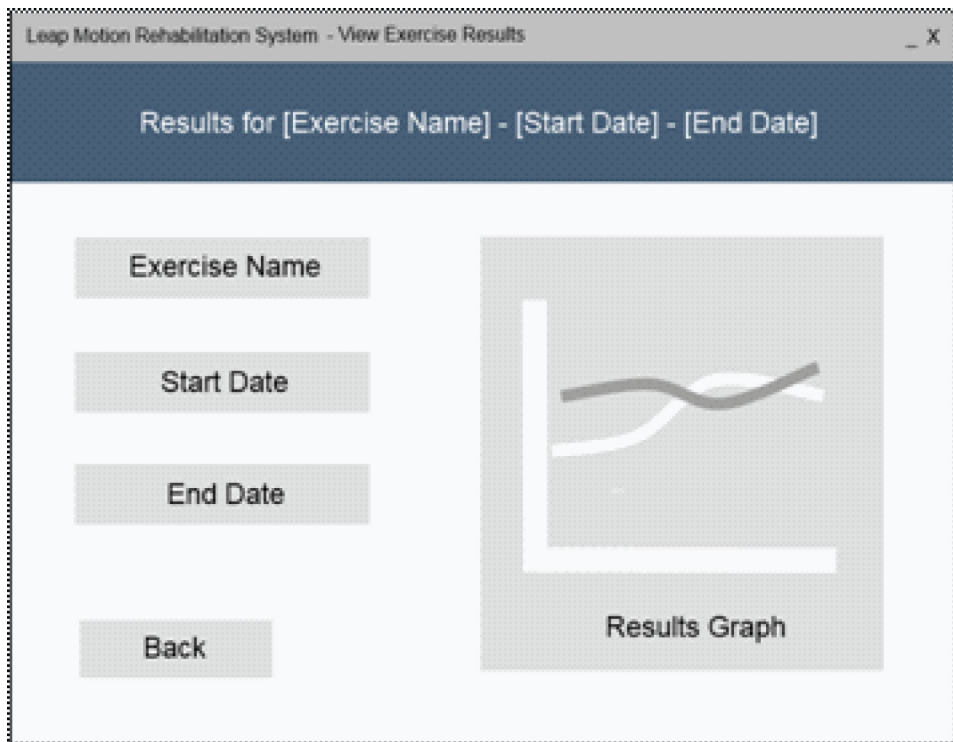 Leap Motion Rehabilitation System - View Exercise Results
_ X
Results for [Exercise Name] - [Start Date] - [End Date]
Exercise Name
Start Date
End Date
Back
Results Graph